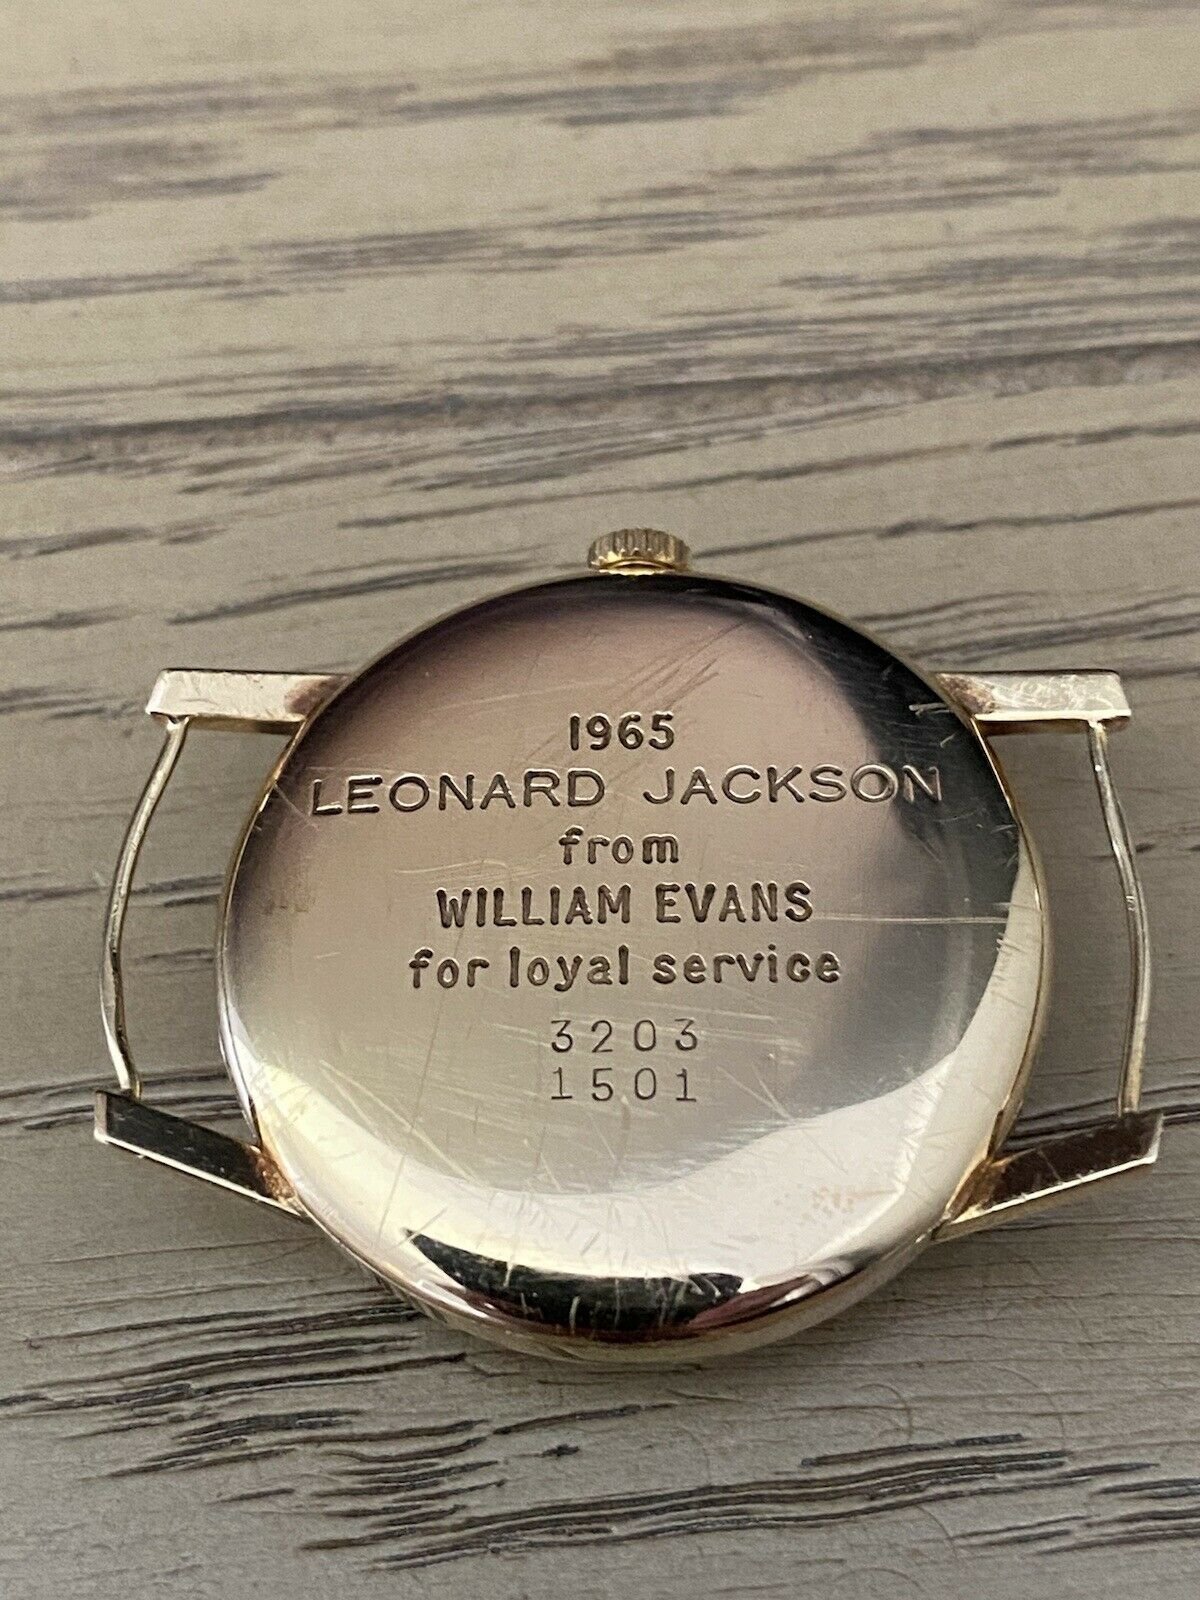 1965
LEONARD JACKSON
from
WILLIAM EVANS
for loyal service
3203
1501